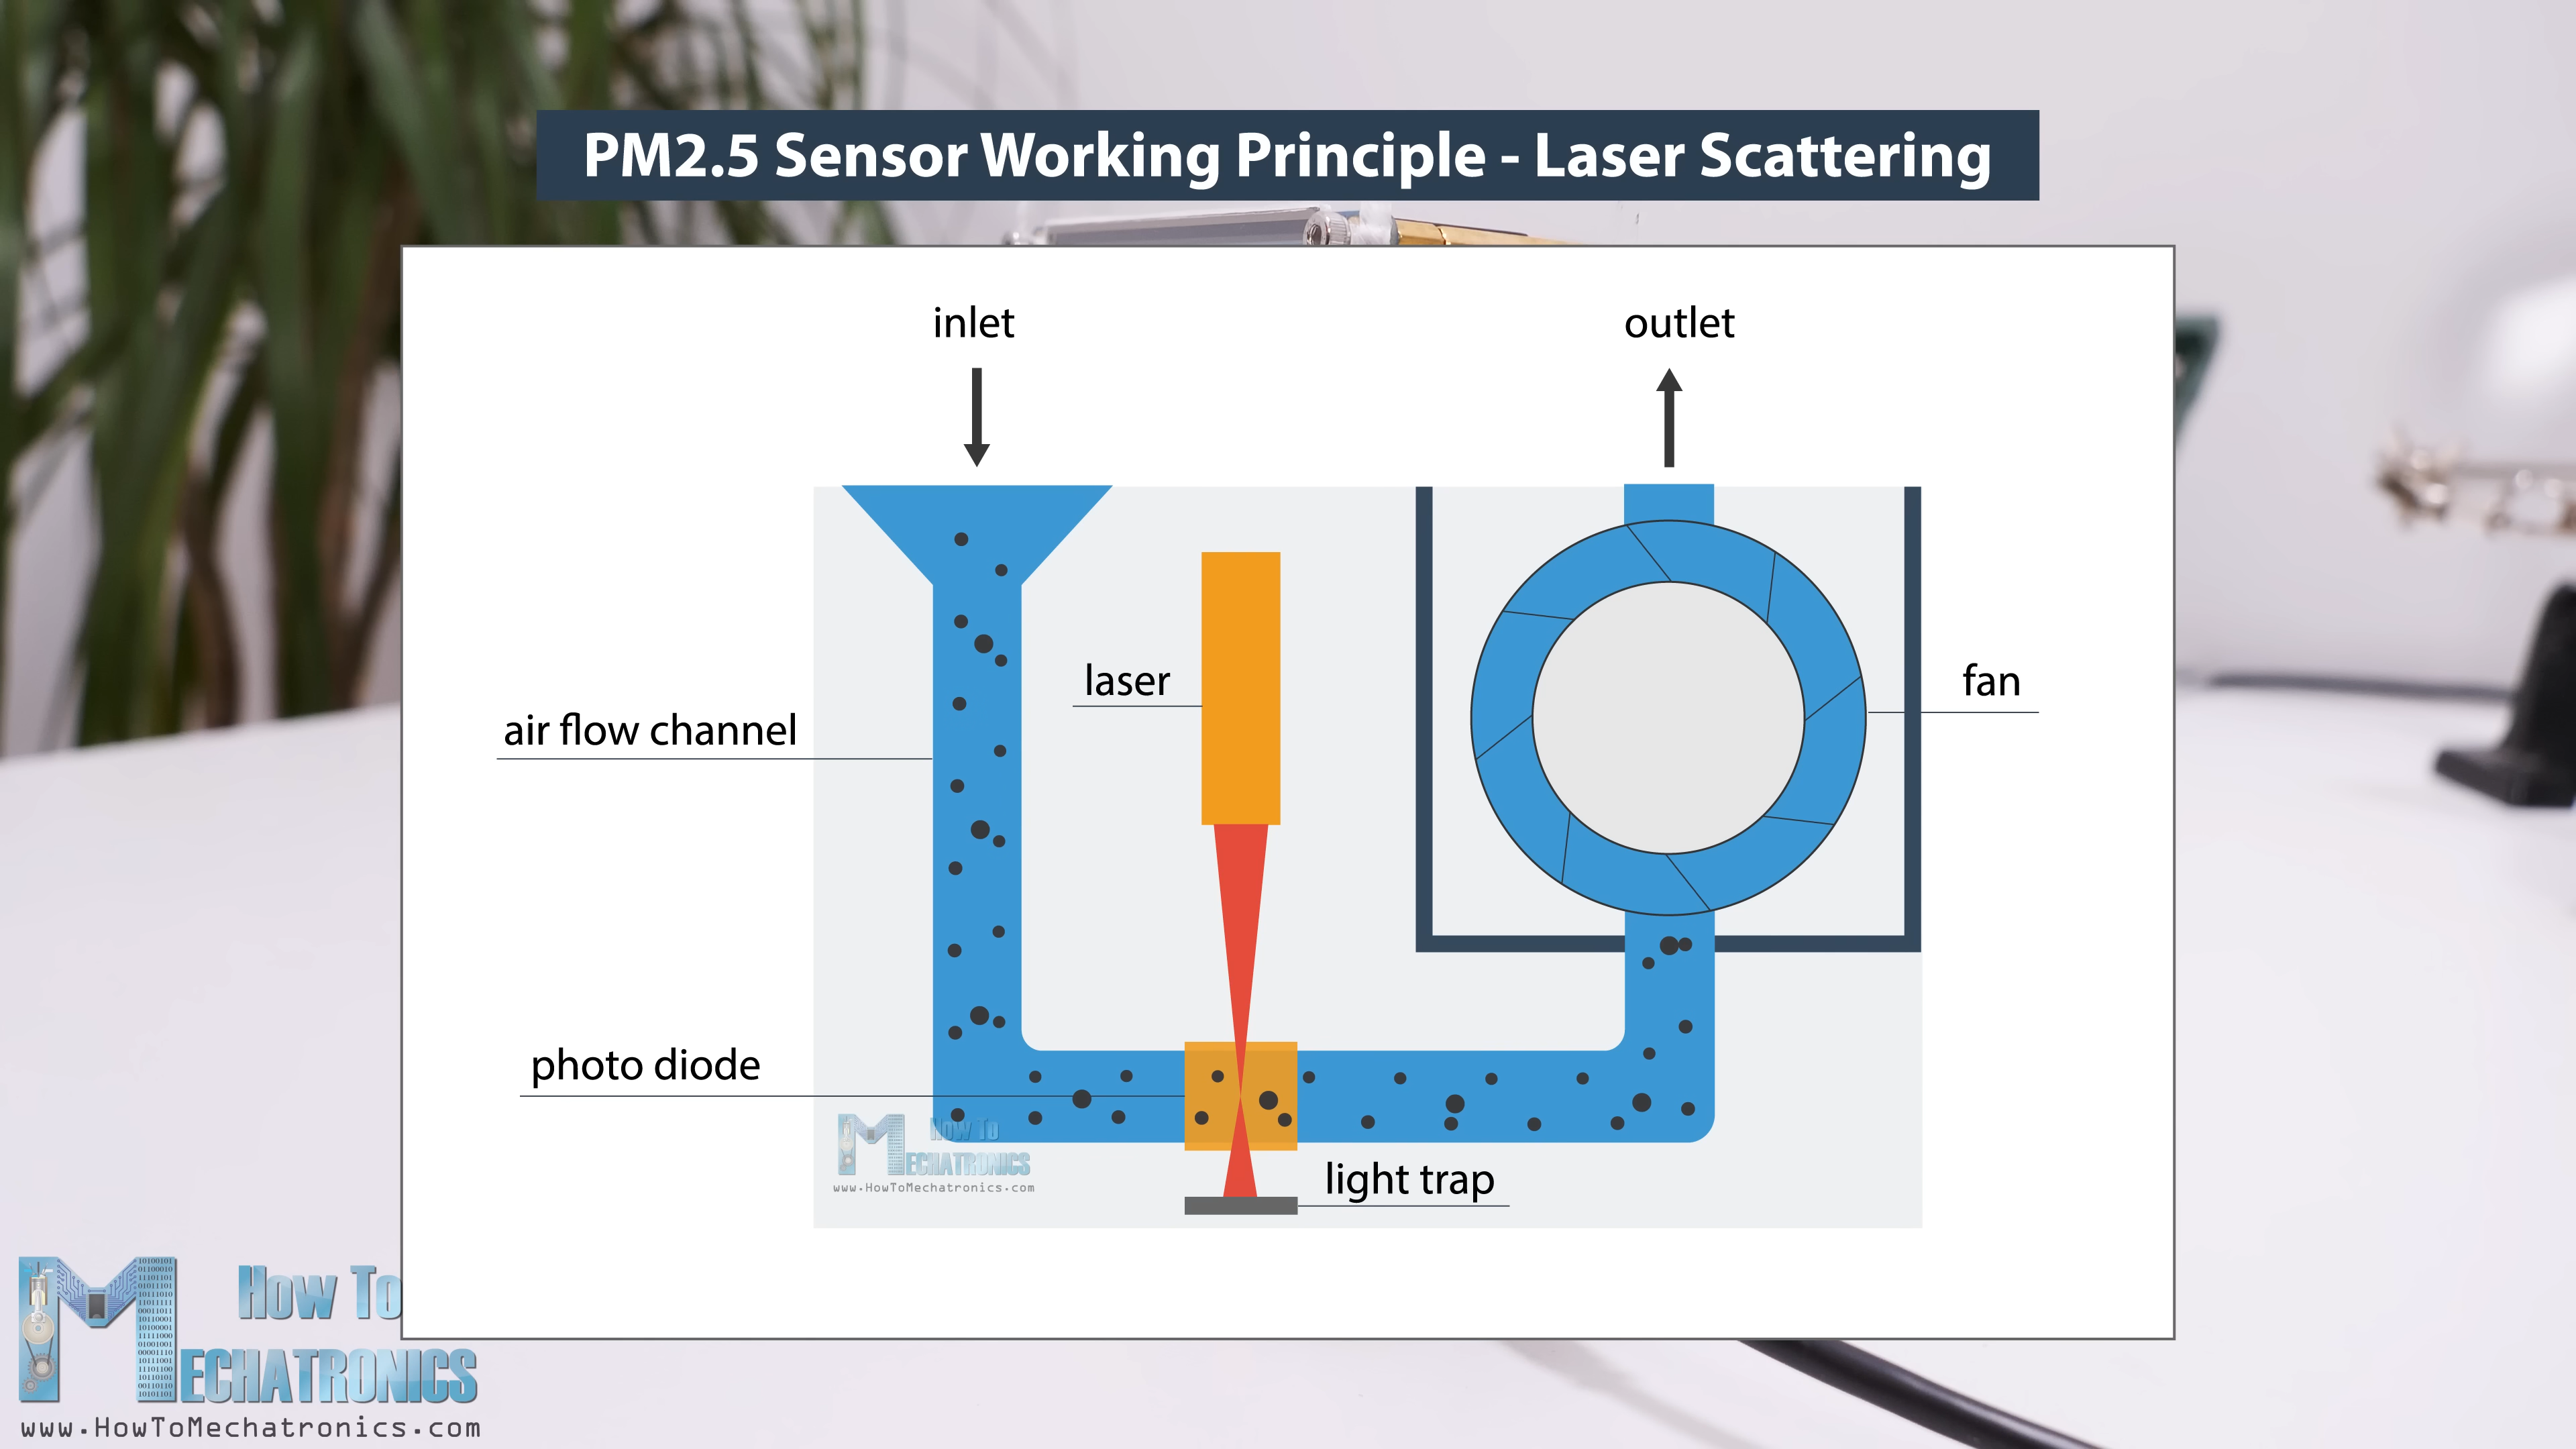 PM2.5 Sensor Working Principle - Laser Scattering
inlet
outlet
laser
fan
air flow channel
photo diode
light trap
How To
MECHATRONICS
www.HowToMechatronics.com
How To
MECHATRONICS
www.HowToMechatronics.com